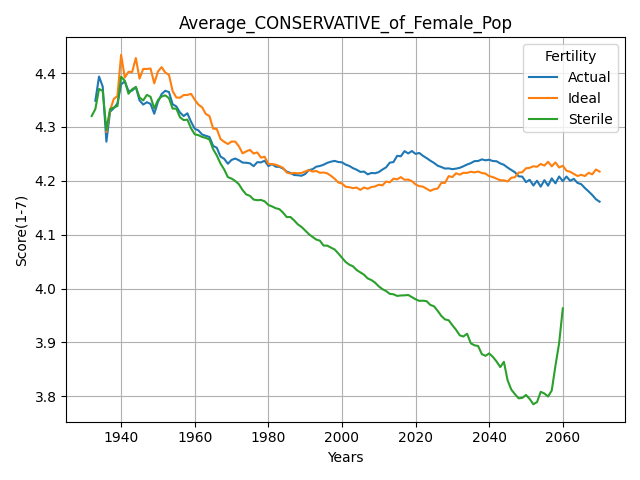 Average_CONSERVATIVE_of_Female_Pop
Fertility
Actual
Ideal
Sterile
Score(1-7)
4.4
4.3
4.2
4.1
4.0
3.9
3.8
1940 1960 1980 2000 2020 2040 2060
Years